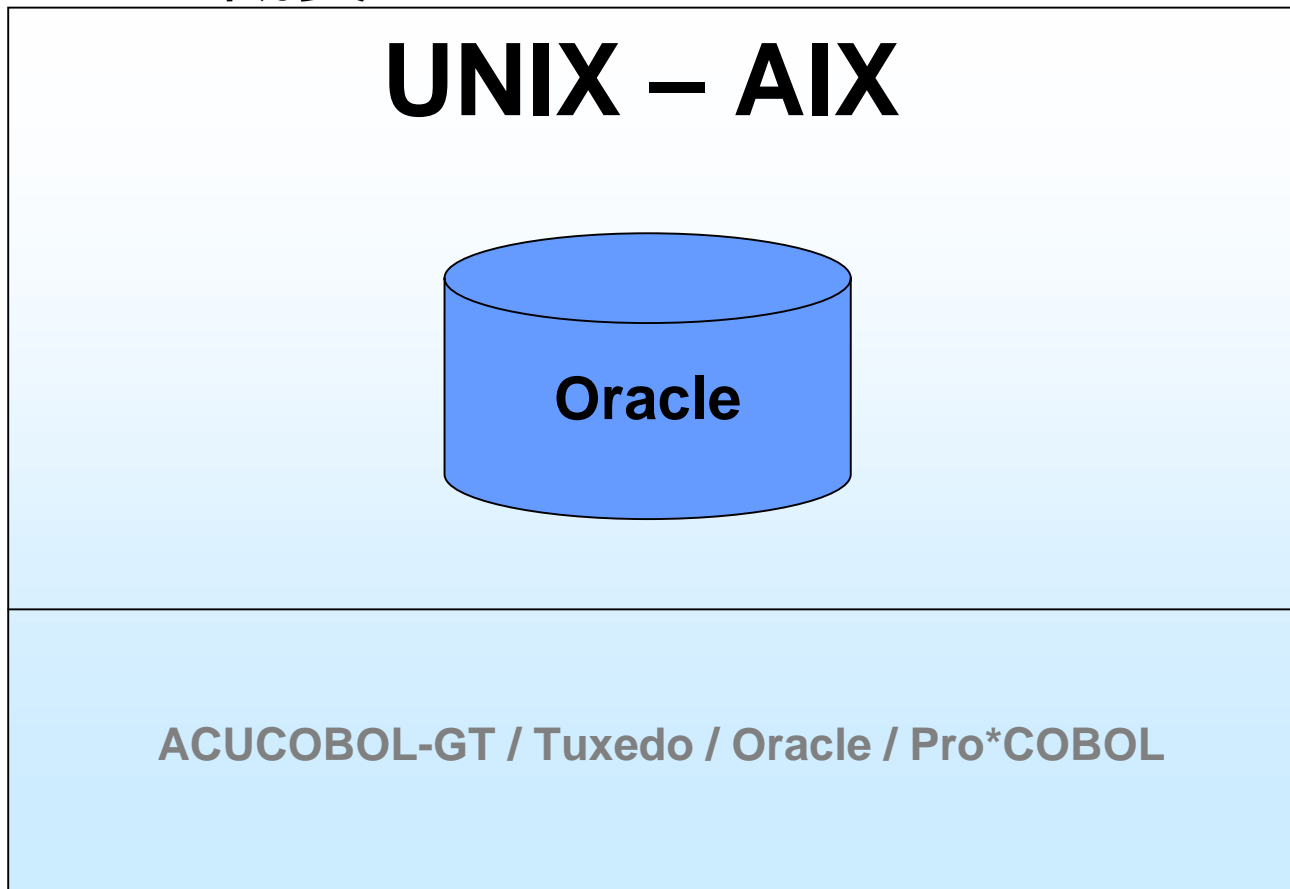 UNIX – AIX
Oracle
ACUCOBOL-GT / Tuxedo / Oracle / Pro*COBOL